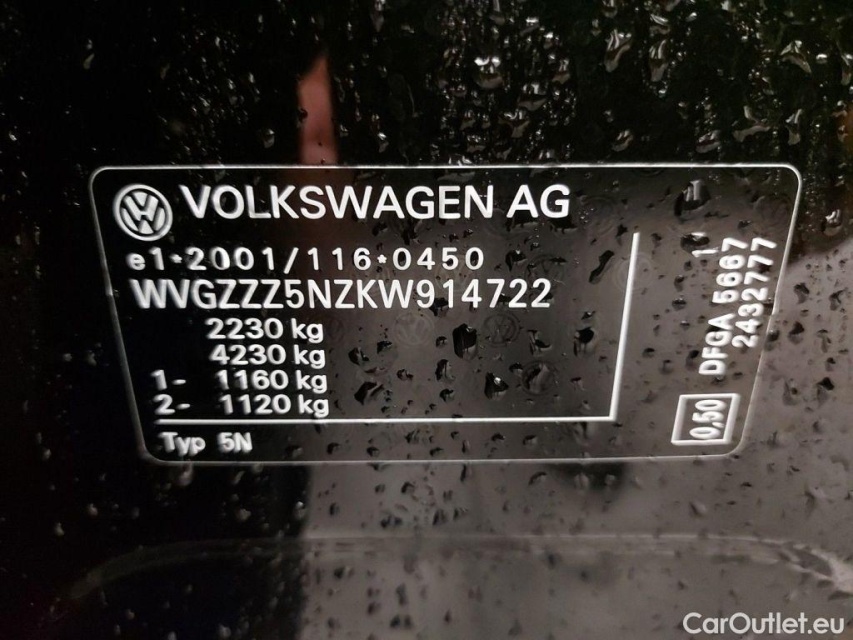 VOLKSWAGEN AG
e1*2001/116*0450
WVGZZZ5NZKW914722
2230 kg
4230 kg
1- 1160 kg
2- 1120 kg
Typ 5N
1
DFGA 5667
2432777
0,50
CarOutlet.eu